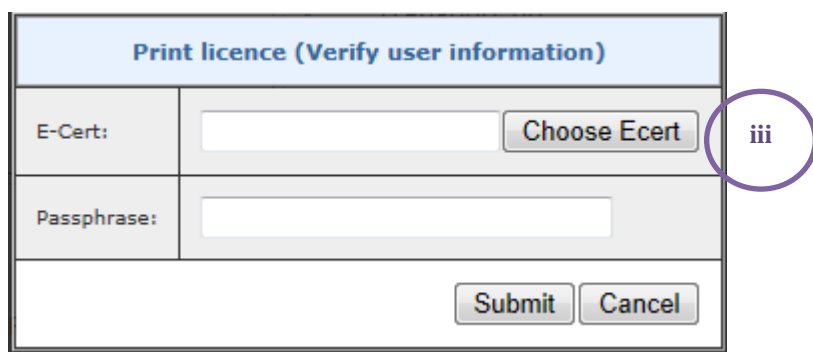 Print licence (Verify user information)
E-Cert: Choose Ecert
iii
Passphrase:
Submit Cancel